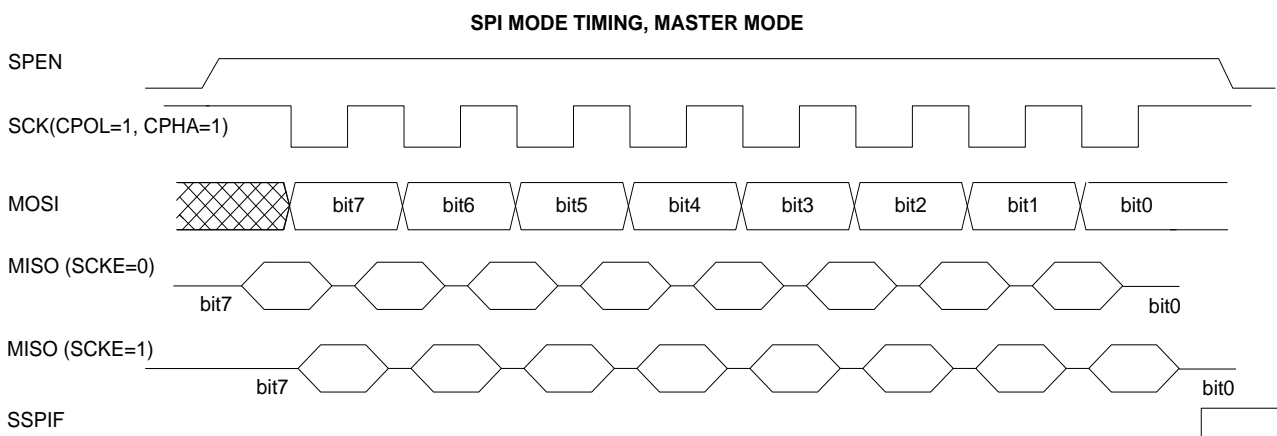 SPI MODE TIMING, MASTER MODE
SPEN
SCK(CPOL=1, CPHA=1)
MOSI bit7 bit6 bit5 bit4 bit3 bit2 bit1 bit0
MISO (SCKE=0)
bit7 bit0
MISO (SCKE=1)
bit7 bit0
SSPIF